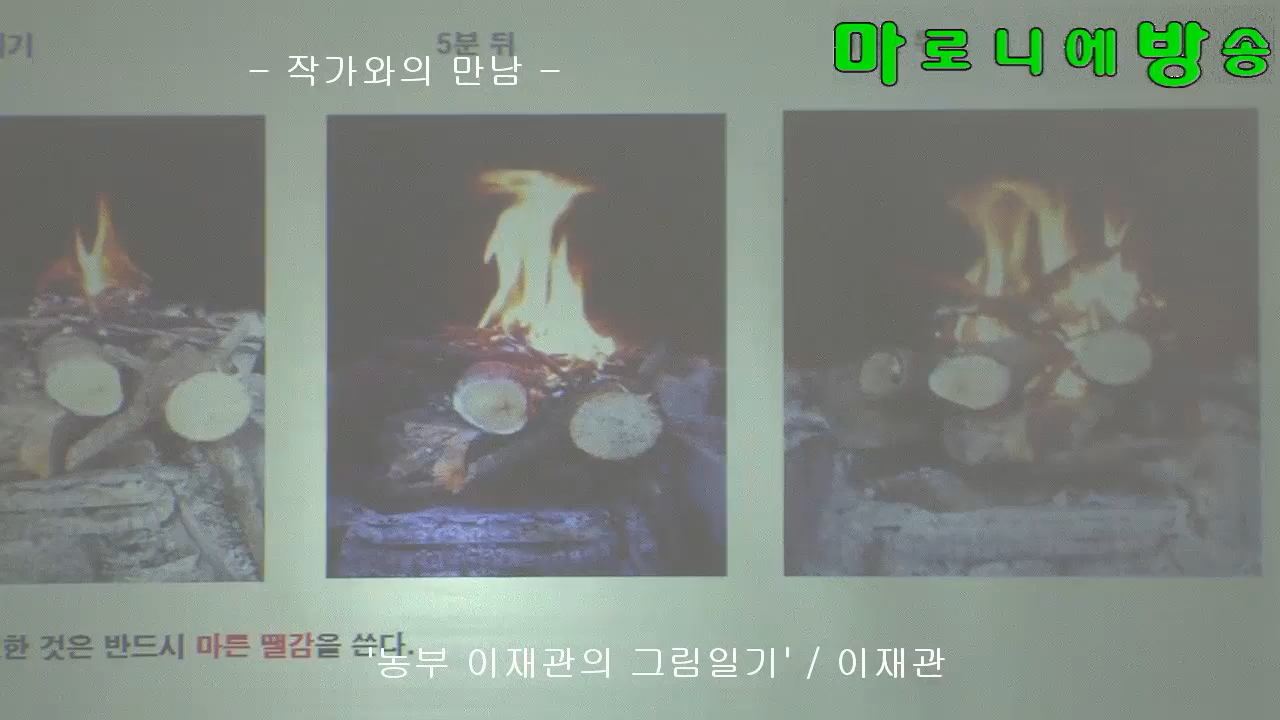 5분 뒤
마로니에방송
- 작가와의 만남 -
한 것은 반드시 마른 땔감을 쓴다.
'농부 이재관의 그림일기' / 이재관